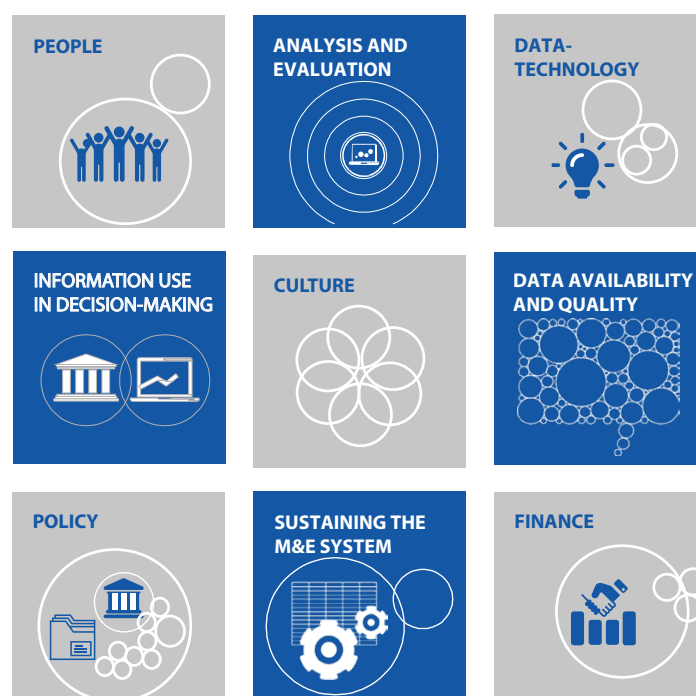 PEOPLE
ANALYSIS AND
EVALUATION
DATA-
TECHNOLOGY
INFORMATION USE
IN DECISION-MAKING
CULTURE
DATA AVAILABILITY
AND QUALITY
POLICY
SUSTAINING THE
M&E SYSTEM
FINANCE